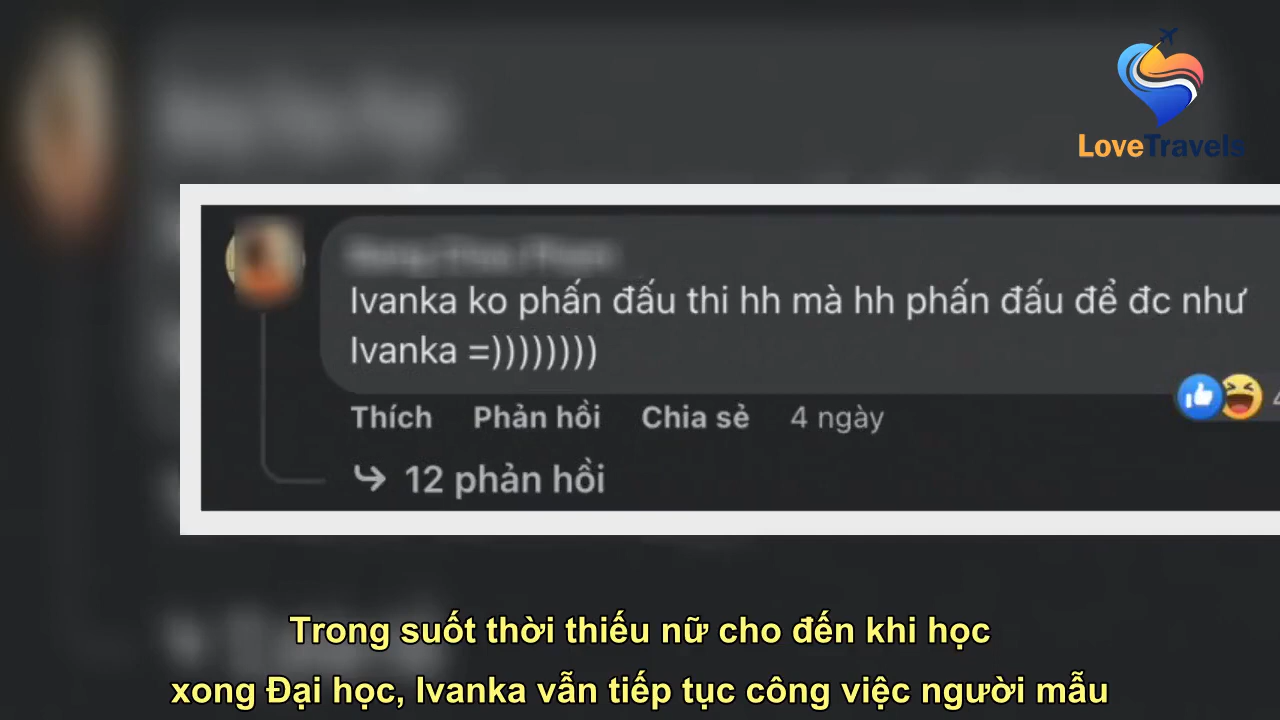 LoveTravels
Ivanka ko phấn đấu thi hh mà hh phấn đấu để đc như
Ivanka =))))))))
Thích Phản hồi Chia sẻ 4 ngày
12 phản hồi
Trong suốt thời thiếu nữ cho đến khi học
xong Đại học, Ivanka vẫn tiếp tục công việc người mẫu